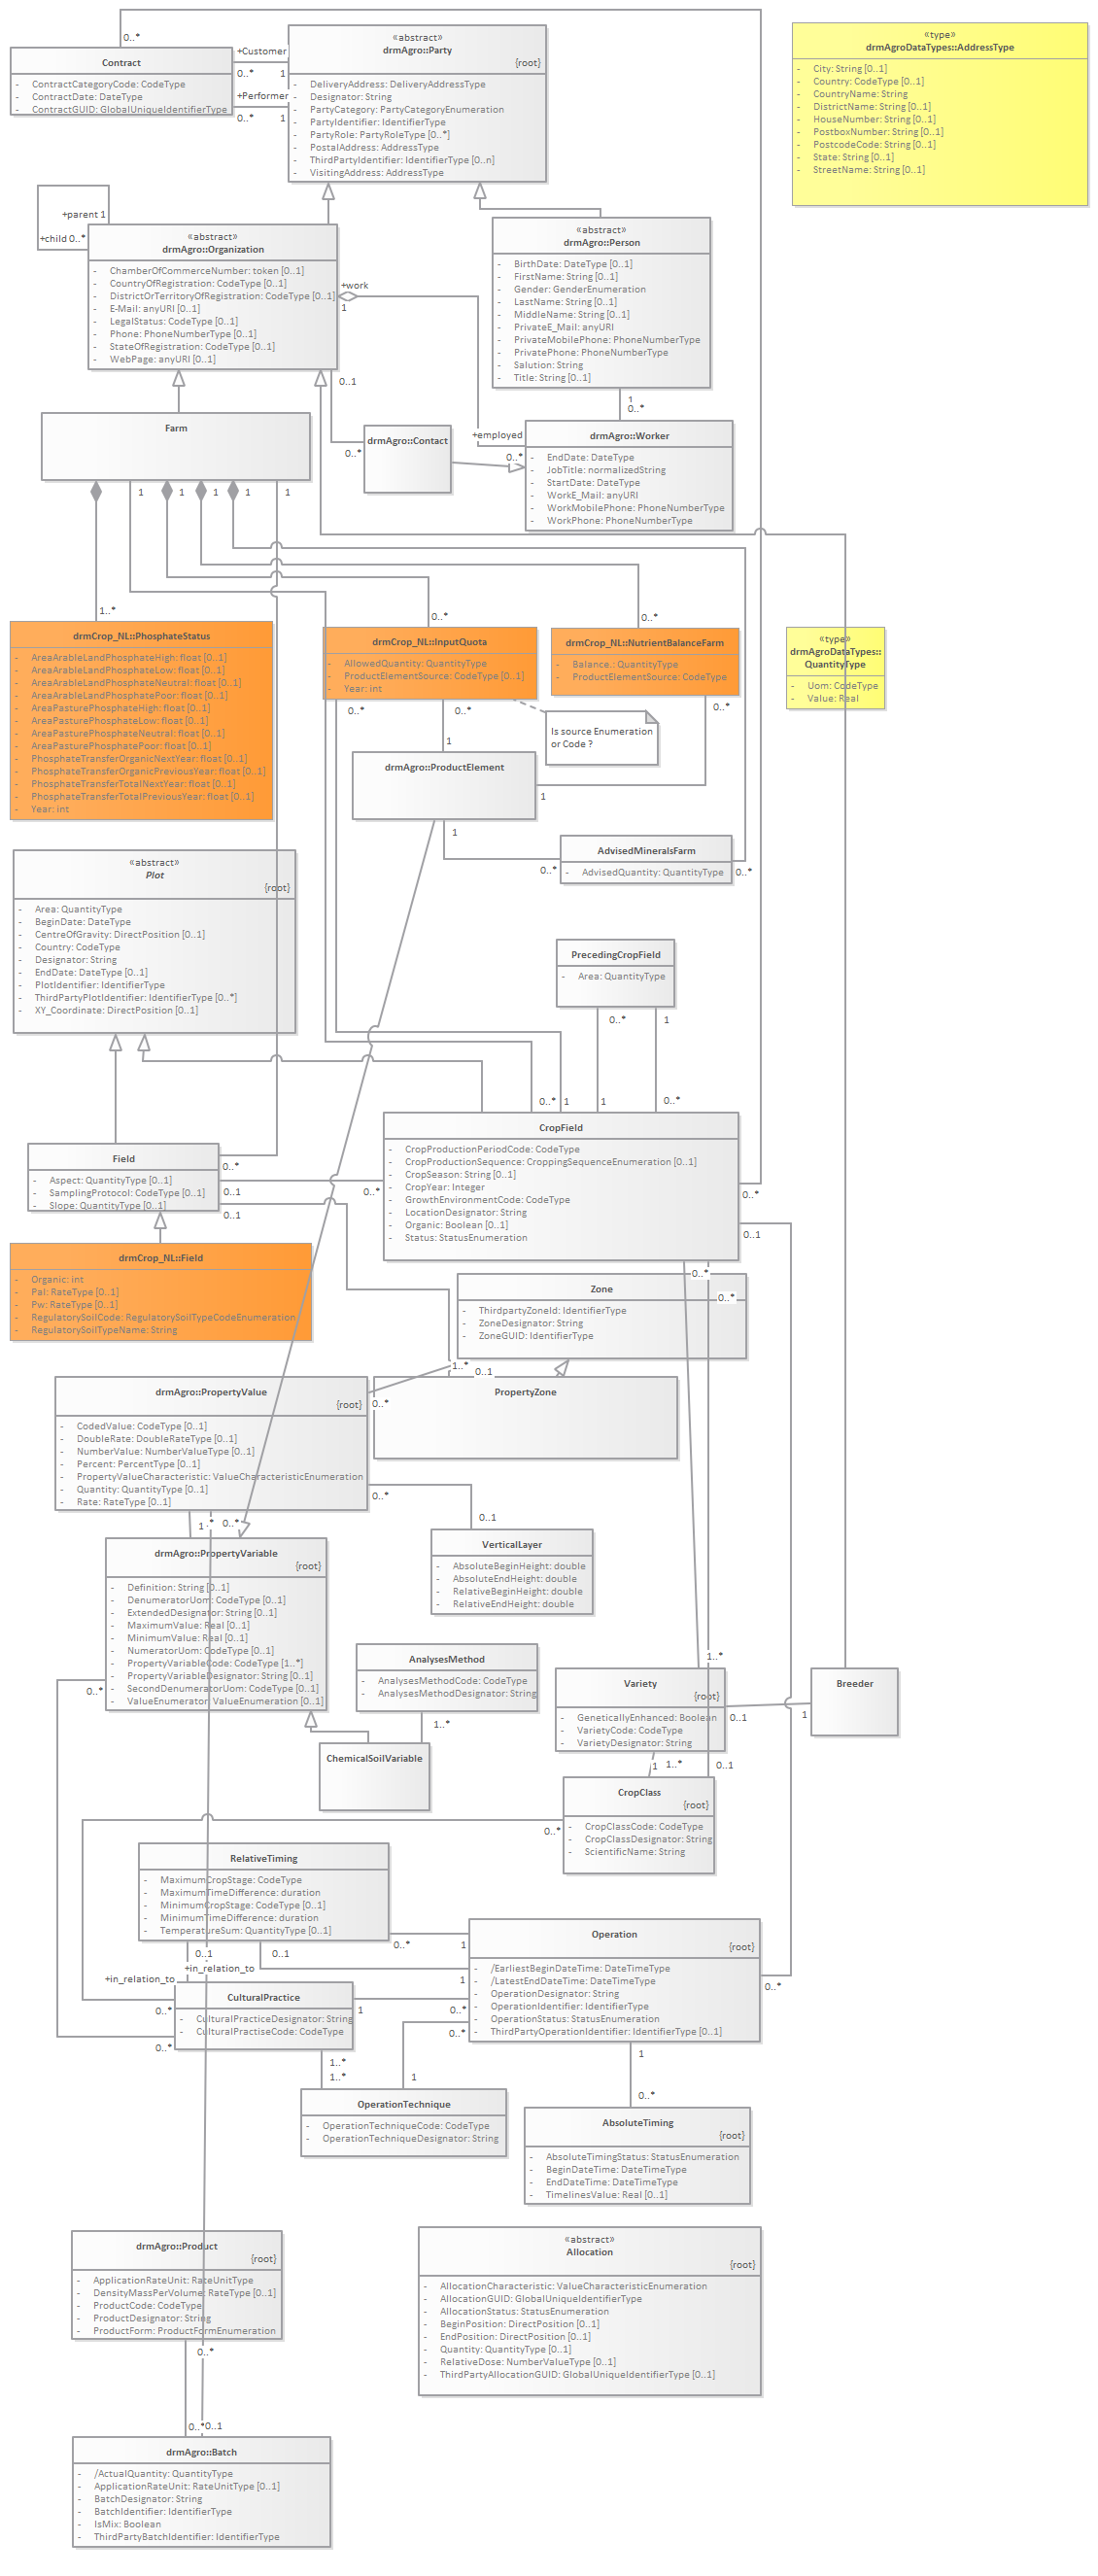 0..*
Contract
- ContractCategoryCode: CodeType
- ContractDate: DateType
- ContractGUID: GlobalUniqueIdentifierType
+Customer
0..* 1
+Performer
0..* 1
«abstract»
drmAgro::Party
{root}
- DeliveryAddress: DeliveryAddressType
- Designator: String
- PartyCategory: PartyCategoryEnumeration
- PartyIdentifier: IdentifierType
- PartyRole: PartyRoleType [0..*]
- PostalAddress: AddressType
- ThirdPartyIdentifier: IdentifierType [0..n]
- VisitingAddress: AddressType
«type»
drmAgroDataTypes::AddressType
- City: String [0..1]
- Country: CodeType [0..1]
- CountryName: String
- DistrictName: String [0..1]
- HouseNumber: String [0..1]
- PostboxNumber: String [0..1]
- PostcodeCode: String [0..1]
- State: String [0..1]
- StreetName: String [0..1]
+parent 1
+child 0..*
«abstract»
drmAgro::Organization
- ChamberOfCommerceNumber: token [0..1]
- CountryOfRegistration: CodeType [0..1]
- DistrictOrTerritoryOfRegistration: CodeType [0..1]
- E-Mail: anyURI [0..1]
- LegalStatus: CodeType [0..1]
- Phone: PhoneNumberType [0..1]
- StateOfRegistration: CodeType [0..1]
- WebPage: anyURI [0..1]
+work
1
«abstract»
drmAgro::Person
- BirthDate: DateType [0..1]
- FirstName: String [0..1]
- Gender: GenderEnumeration
- LastName: String [0..1]
- MiddleName: String [0..1]
- PrivateE_Mail: anyURI
- PrivateMobilePhone: PhoneNumberType
- PrivatePhone: PhoneNumberType
- Salution: String
- Title: String [0..1]
0..1
1
0..*
Farm
drmAgro::Contact
0..*
+employed
0..*
drmAgro::Worker
- EndDate: DateType
- JobTitle: normalizedString
- StartDate: DateType
- WorkE_Mail: anyURI
- WorkMobilePhone: PhoneNumberType
- WorkPhone: PhoneNumberType
1 1 1 1 1
1..* 0..* 0..*
drmCrop_NL::PhosphateStatus
- AreaArableLandPhosphateHigh: float [0..1]
- AreaArableLandPhosphateLow: float [0..1]
- AreaArableLandPhosphateNeutral: float [0..1]
- AreaArableLandPhosphatePoor: float [0..1]
- AreaPasturePhosphateHigh: float [0..1]
- AreaPasturePhosphateLow: float [0..1]
- AreaPasturePhosphateNeutral: float [0..1]
- AreaPasturePhosphatePoor: float [0..1]
- PhosphateTransferOrganicNextYear: float [0..1]
- PhosphateTransferOrganicPreviousYear: float [0..1]
- PhosphateTransferTotalNextYear: float [0..1]
- PhosphateTransferTotalPreviousYear: float [0..1]
- Year: int
drmCrop_NL::InputQuota
- AllowedQuantity: QuantityType
- ProductElementSource: CodeType [0..1]
- Year: int
drmCrop_NL::NutrientBalanceFarm
- Balance.: QuantityType
- ProductElementSource: CodeType
«type»
drmAgroDataTypes::
QuantityType
- Uom: CodeType
- Value: Real
0..* 0..* 0..*
Is source Enumeration
or Code ?
1
drmAgro::ProductElement
1
1
AdvisedMineralsFarm
- AdvisedQuantity: QuantityType
0..* 0..*
«abstract»
Plot
{root}
- Area: QuantityType
- BeginDate: DateType
- CentreOfGravity: DirectPosition [0..1]
- Country: CodeType
- Designator: String
- EndDate: DateType [0..1]
- PlotIdentifier: IdentifierType
- ThirdPartyPlotIdentifier: IdentifierType [0..*]
- XY_Coordinate: DirectPosition [0..1]
PrecedingCropField
- Area: QuantityType
0..* 1
0..* 1 1 0..*
CropField
- CropProductionPeriodCode: CodeType
- CropProductionSequence: CroppingSequenceEnumeration [0..1]
- CropSeason: String [0..1]
- CropYear: Integer
- GrowthEnvironmentCode: CodeType
- LocationDesignator: String
- Organic: Boolean [0..1]
- Status: StatusEnumeration
Field
- Aspect: QuantityType [0..1]
- SamplingProtocol: CodeType [0..1]
- Slope: QuantityType [0..1]
0..*
0..1 0..* 0..*
0..1
0..1
drmCrop_NL::Field
- Organic: int
- Pal: RateType [0..1]
- Pw: RateType [0..1]
- RegulatorySoilCode: RegulatorySoilTypeCodeEnumeration
- RegulatorySoilTypeName: String
0..*
Zone
0..*
- ThirdpartyZoneId: IdentifierType
- ZoneDesignator: String
- ZoneGUID: IdentifierType
1..* 0..1
drmAgro::PropertyValue
{root}
- CodedValue: CodeType [0..1]
- DoubleRate: DoubleRateType [0..1]
- NumberValue: NumberValueType [0..1]
- Percent: PercentType [0..1]
- PropertyValueCharacteristic: ValueCharacteristicEnumeration
- Quantity: QuantityType [0..1]
- Rate: RateType [0..1]
0..*
PropertyZone
0..*
0..1
1..* 0..*
VerticalLayer
- AbsoluteBeginHeight: double
- AbsoluteEndHeight: double
- RelativeBeginHeight: double
- RelativeEndHeight: double
drmAgro::PropertyVariable
{root}
- Definition: String [0..1]
- DenumeratorUom: CodeType [0..1]
- ExtendedDesignator: String [0..1]
- MaximumValue: Real [0..1]
- MinimumValue: Real [0..1]
- NumeratorUom: CodeType [0..1]
- PropertyVariableCode: CodeType [1..*]
- PropertyVariableDesignator: String [0..1]
- SecondDenumeratorUom: CodeType [0..1]
- ValueEnumerator: ValueEnumeration [0..1]
0..*
AnalysesMethod
- AnalysesMethodCode: CodeType
- AnalysesMethodDesignator: String
1..*
ChemicalSoilVariable
1..*
Variety
{root}
- GeneticallyEnhanced: Boolean
- VarietyCode: CodeType
- VarietyDesignator: String
0..1 1
Breeder
1 1..* 0..1
CropClass
{root}
- CropClassCode: CodeType
- CropClassDesignator: String
- ScientificName: String
0..*
RelativeTiming
- MaximumCropStage: CodeType
- MaximumTimeDifference: duration
- MinimumCropStage: CodeType [0..1]
- MinimumTimeDifference: duration
- TemperatureSum: QuantityType [0..1]
0..1 0..1
0..* 1
+in_relation_to
+in_relation_to
1
Operation
{root}
- /EarliestBeginDateTime: DateTimeType
- /LatestEndDateTime: DateTimeType
- OperationDesignator: String
- OperationIdentifier: IdentifierType
- OperationStatus: StatusEnumeration
- ThirdPartyOperationIdentifier: IdentifierType [0..1]
0..*
CulturalPractice
- CulturalPracticeDesignator: String
- CulturalPractiseCode: CodeType
0..*
0..*
1 0..*
0..*
1..*
1..*
1
1
0..*
OperationTechnique
- OperationTechniqueCode: CodeType
- OperationTechniqueDesignator: String
AbsoluteTiming
{root}
- AbsoluteTimingStatus: StatusEnumeration
- BeginDateTime: DateTimeType
- EndDateTime: DateTimeType
- TimelinesValue: Real [0..1]
drmAgro::Product
{root}
- ApplicationRateUnit: RateUnitType
- DensityMassPerVolume: RateType [0..1]
- ProductCode: CodeType
- ProductDesignator: String
- ProductForm: ProductFormEnumeration
0..*
0..* 0..1
«abstract»
Allocation
{root}
- AllocationCharacteristic: ValueCharacteristicEnumeration
- AllocationGUID: GlobalUniqueIdentifierType
- AllocationStatus: StatusEnumeration
- BeginPosition: DirectPosition [0..1]
- EndPosition: DirectPosition [0..1]
- Quantity: QuantityType [0..1]
- RelativeDose: NumberValueType [0..1]
- ThirdPartyAllocationGUID: GlobalUniqueIdentifierType [0..1]
drmAgro::Batch
- /ActualQuantity: QuantityType
- ApplicationRateUnit: RateUnitType [0..1]
- BatchDesignator: String
- BatchIdentifier: IdentifierType
- IsMix: Boolean
- ThirdPartyBatchIdentifier: IdentifierType